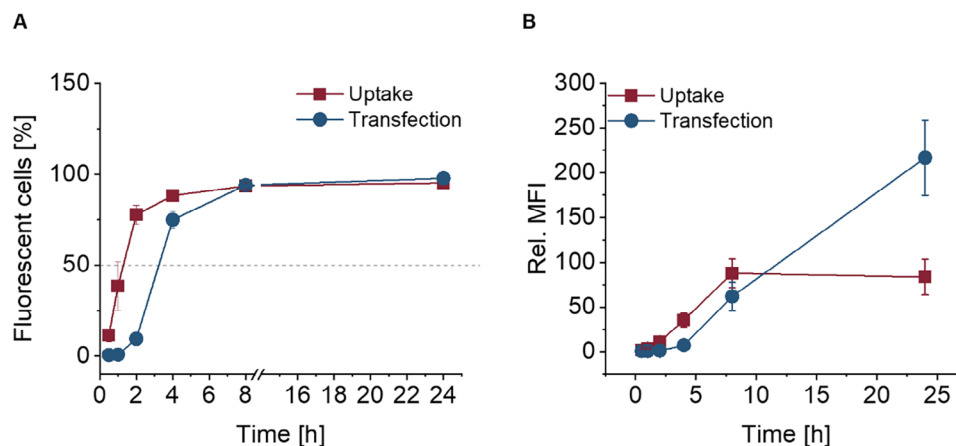 A
Fluorescent cells [%]
150
100
50
0
Uptake
Transfection
0 2 4 6 8 16 18 20 22 24
Time [h]
B
Rel. MFI
300
250
200
150
100
50
0
Uptake
Transfection
0 5 10 15 20 25
Time [h]